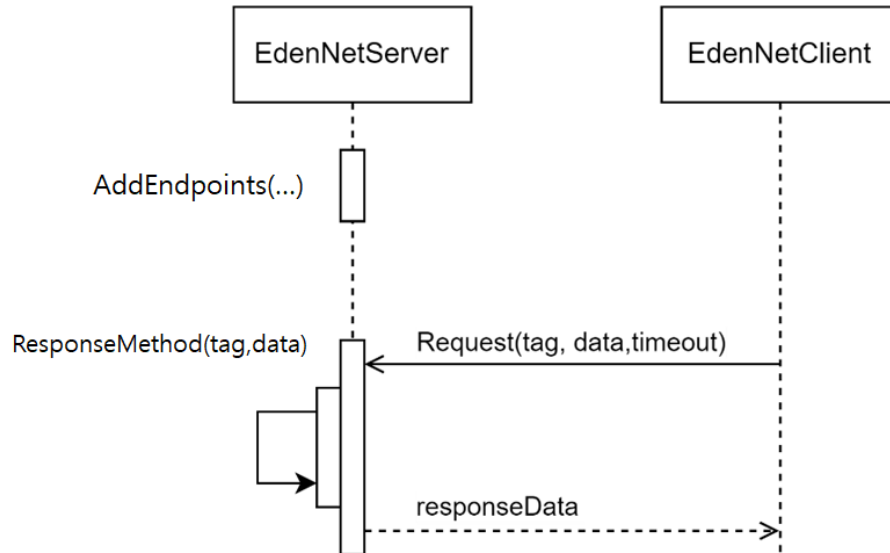 EdenNetServer
EdenNetClient
AddEndpoints(...)
ResponseMethod(tag,data)
Request(tag, data,timeout)
responseData